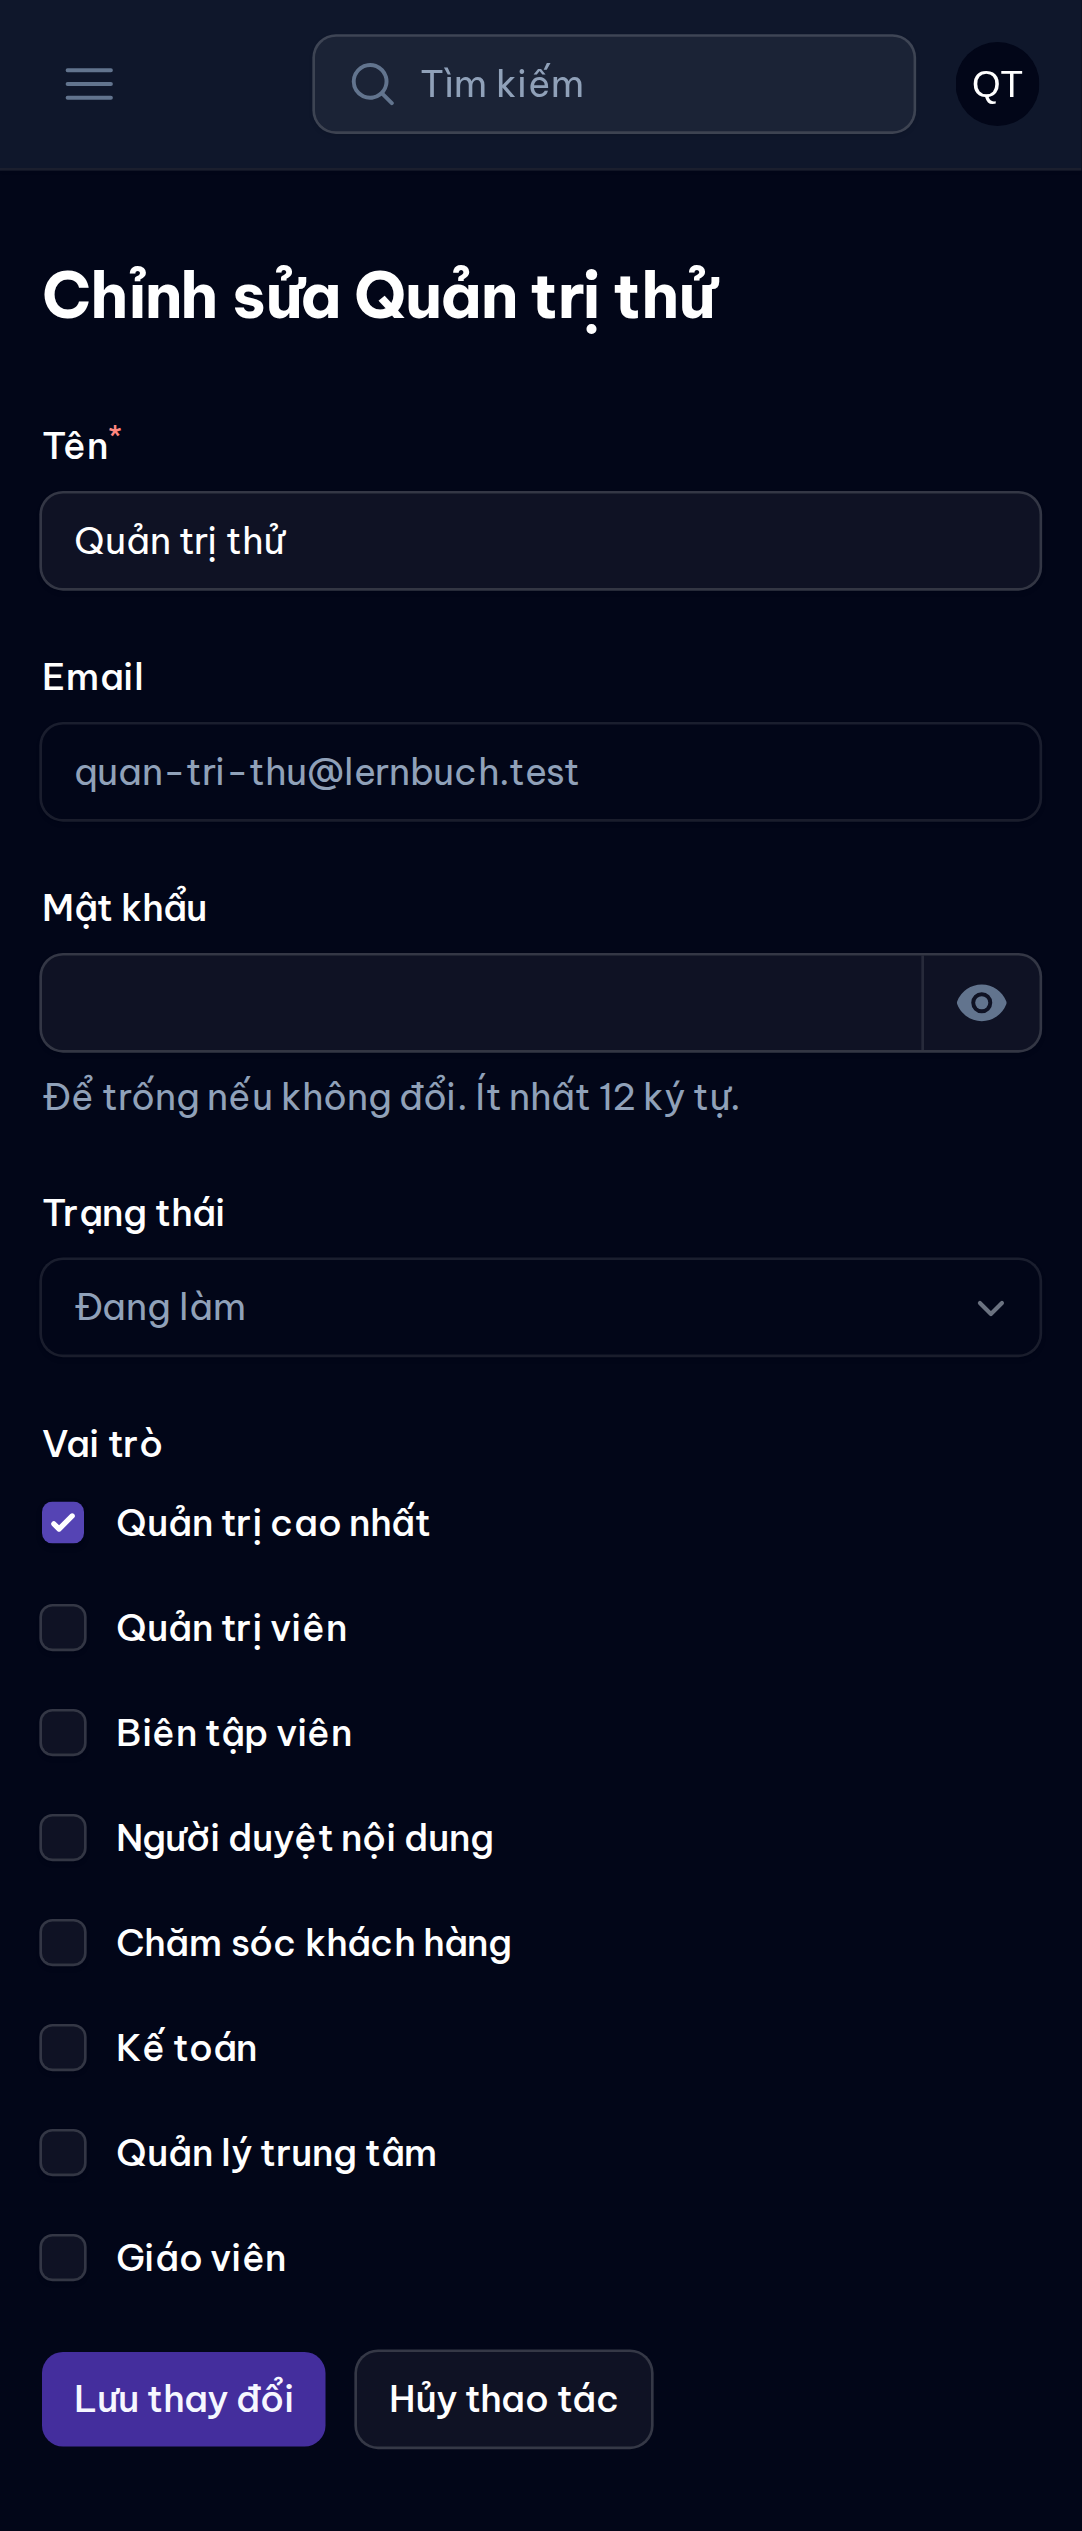 Tìm kiếm
QT
Chỉnh sửa Quản trị thử
Tên*
Quản trị thử
Email
quan-tri-thu@lernbuch.test
Mật khẩu
Để trống nếu không đổi. Ít nhất 12 ký tự.
Trạng thái
Đang làm
Vai trò
Quản trị cao nhất
Quản trị viên
Biên tập viên
Người duyệt nội dung
Chăm sóc khách hàng
Kế toán
Quản lý trung tâm
Giáo viên
Lưu thay đổi
Hủy thao tác